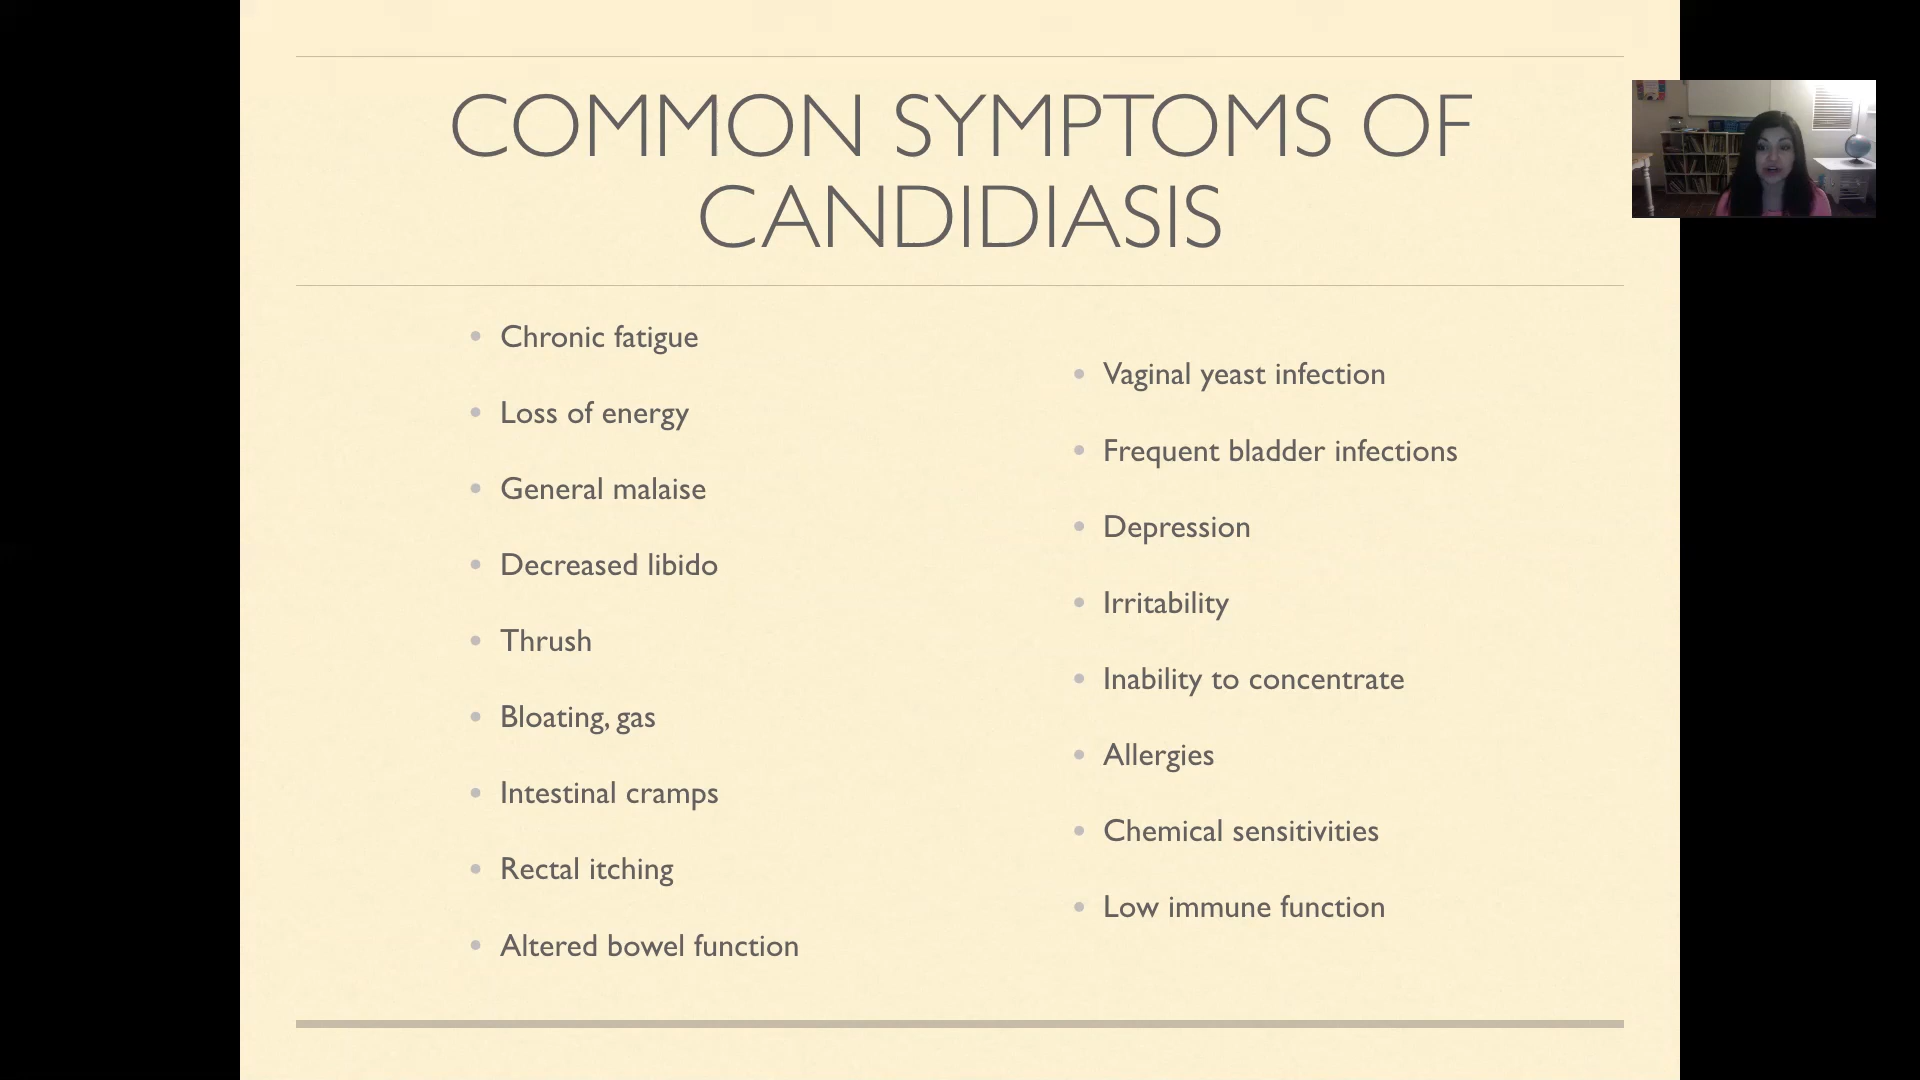 COMMON SYMPTOMS OF
CANDIDIASIS
Chronic fatigue
Loss of energy
General malaise
Decreased libido
Thrush
Bloating, gas
Intestinal cramps
Rectal itching
Altered bowel function
Vaginal yeast infection
Frequent bladder infections
Depression
Irritability
Inability to concentrate
Allergies
Chemical sensitivities
Low immune function